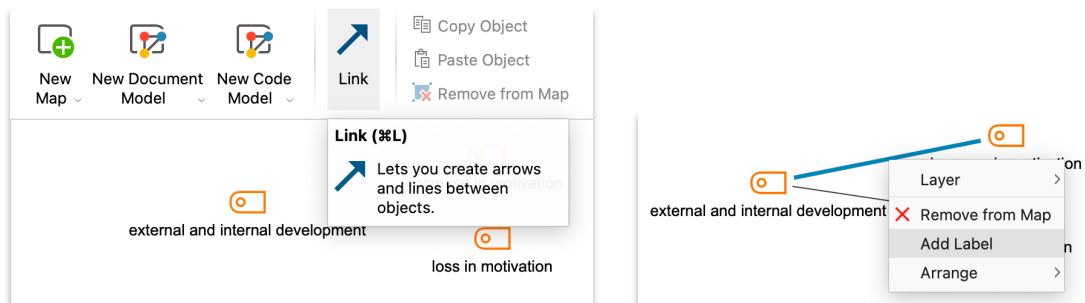 New Map
New Document Model
New Code Model
Link
Copy Object
Paste Object
Remove from Map
Link (⌘L)
Lets you create arrows
and lines between
objects.
external and internal development
loss in motivation
external and internal development
Layer
Remove from Map
Add Label
Arrange